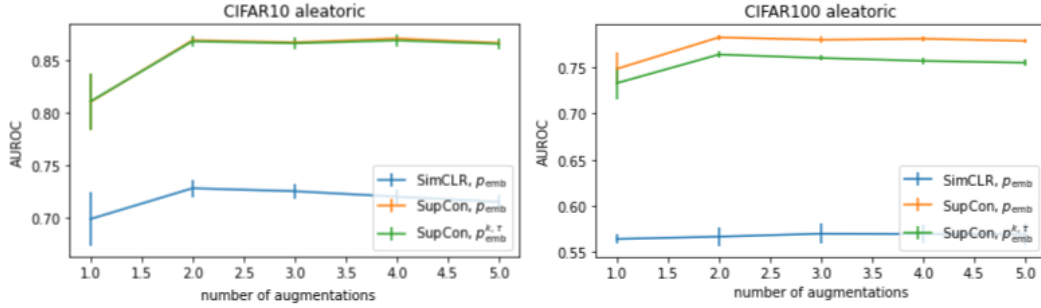 CIFAR10 aleatoric
AUROC
0.85
0.80
0.75
0.70
SimCLR, p_emb
SupCon, p_emb
SupCon, p_emb^{k, τ}
1.0 1.5 2.0 2.5 3.0 3.5 4.0 4.5 5.0
number of augmentations
CIFAR100 aleatoric
AUROC
0.75
0.70
0.65
0.60
0.55
SimCLR, p_emb
SupCon, p_emb
SupCon, p_emb^{k, τ}
1.0 1.5 2.0 2.5 3.0 3.5 4.0 4.5 5.0
number of augmentations